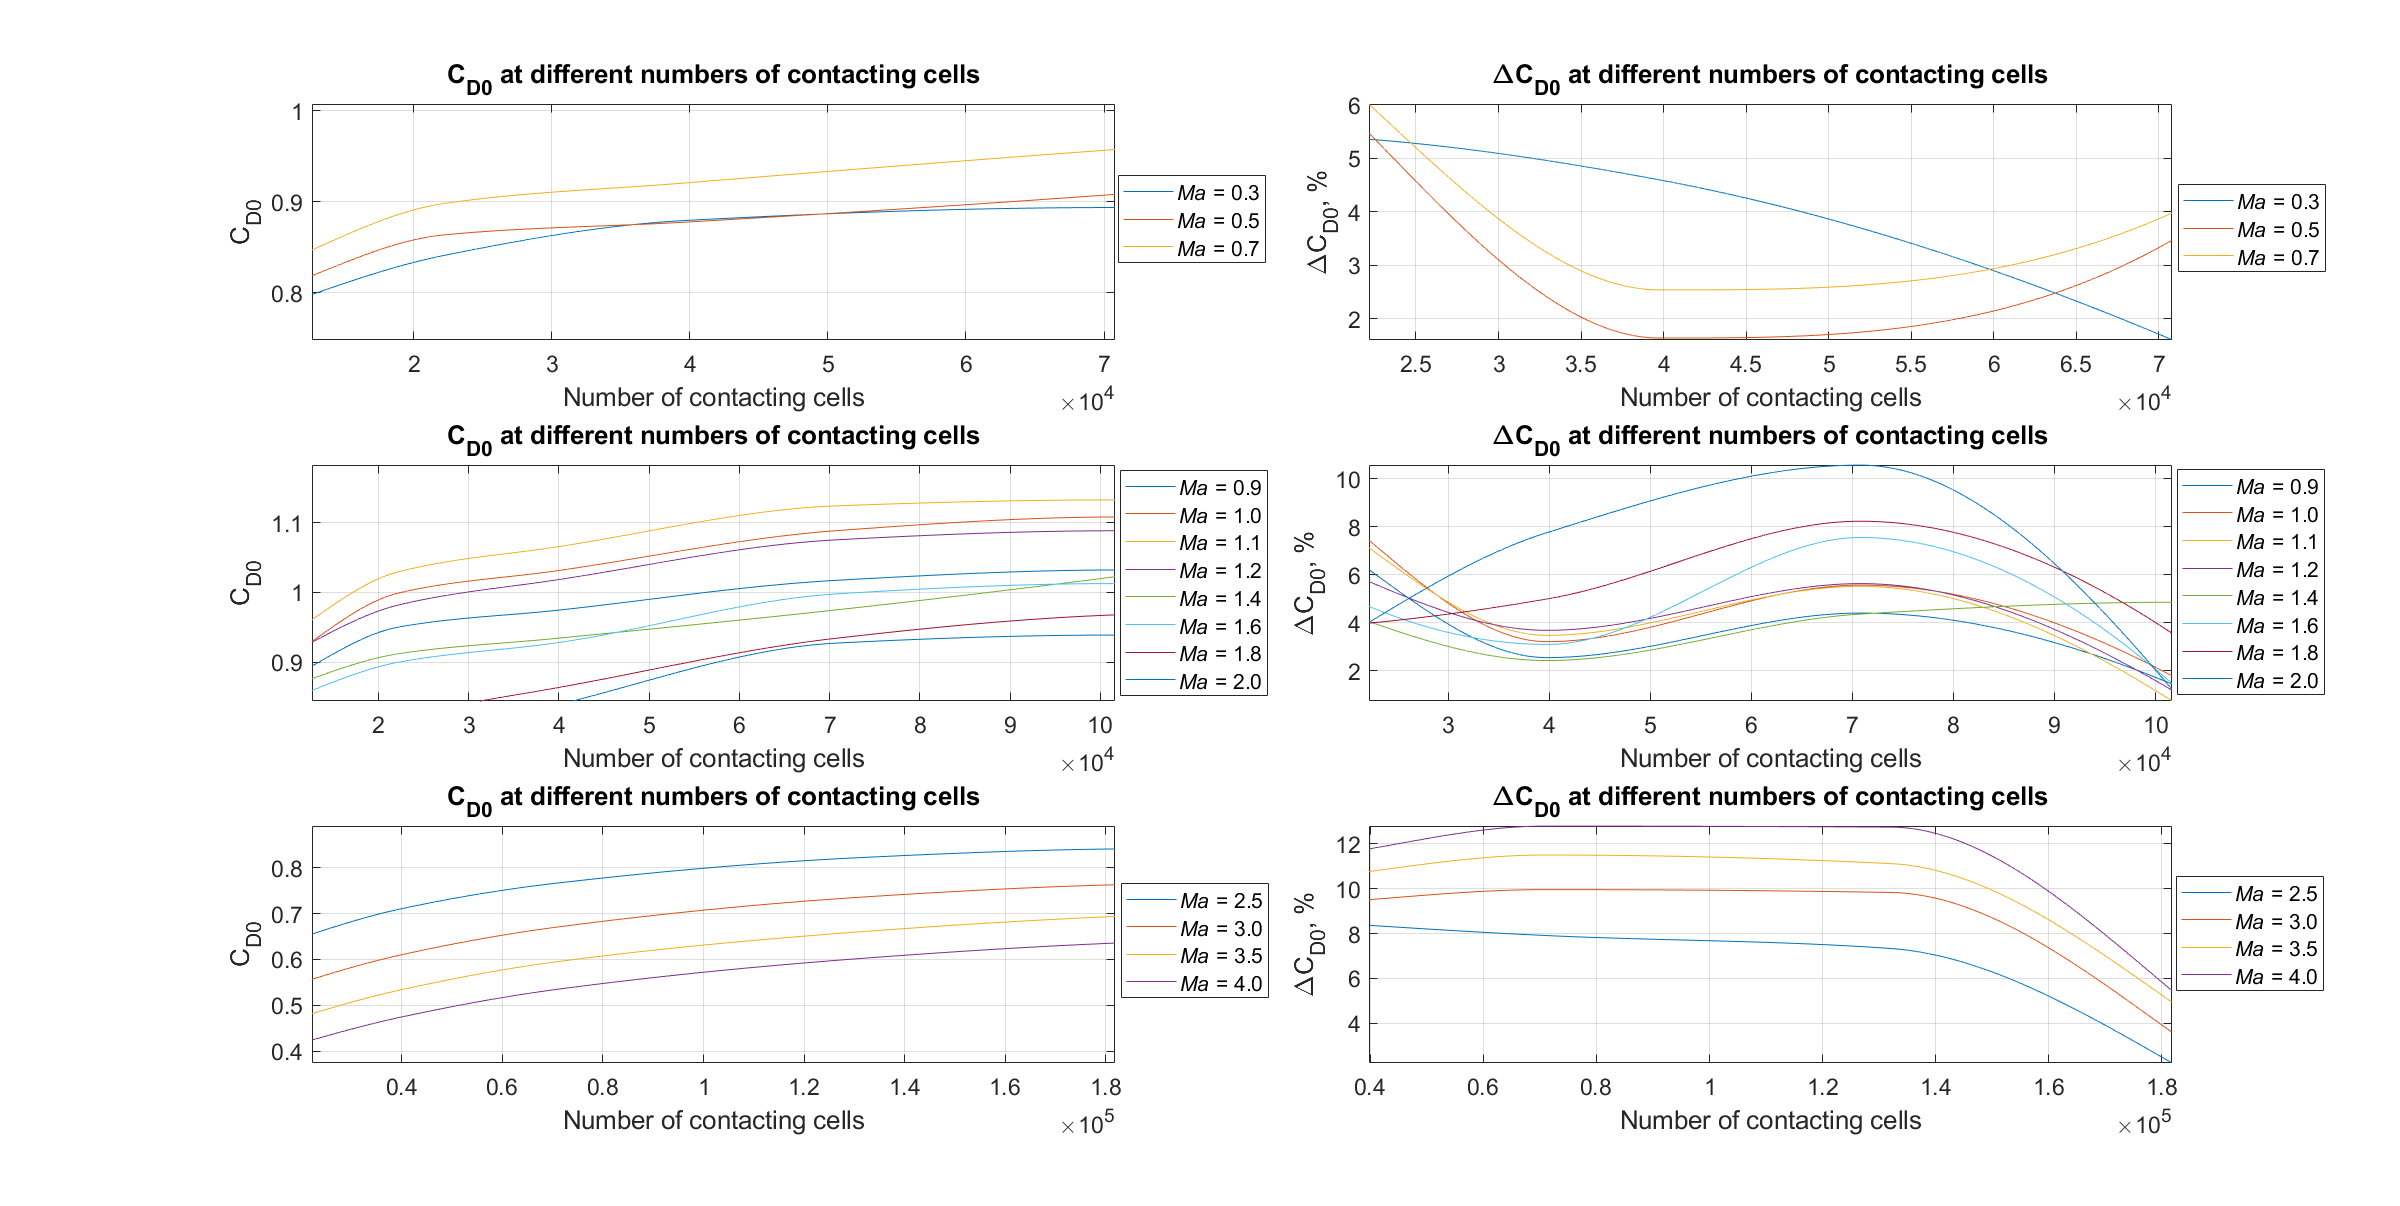 C_D0 at different numbers of contacting cells
1
0.9
0.8
C_D0
2 3 4 5 6 7
Number of contacting cells
×10^4
Ma = 0.3
Ma = 0.5
Ma = 0.7
ΔC_D0 at different numbers of contacting cells
6
5
4
3
2
ΔC_D0, %
2.5 3 3.5 4 4.5 5 5.5 6 6.5 7
Number of contacting cells
×10^4
Ma = 0.3
Ma = 0.5
Ma = 0.7
C_D0 at different numbers of contacting cells
1.1
1
0.9
C_D0
2 3 4 5 6 7 8 9 10
Number of contacting cells
×10^4
Ma = 0.9
Ma = 1.0
Ma = 1.1
Ma = 1.2
Ma = 1.4
Ma = 1.6
Ma = 1.8
Ma = 2.0
ΔC_D0 at different numbers of contacting cells
10
8
6
4
2
ΔC_D0, %
3 4 5 6 7 8 9 10
Number of contacting cells
×10^4
Ma = 0.9
Ma = 1.0
Ma = 1.1
Ma = 1.2
Ma = 1.4
Ma = 1.6
Ma = 1.8
Ma = 2.0
C_D0 at different numbers of contacting cells
0.8
0.7
0.6
0.5
0.4
C_D0
0.4 0.6 0.8 1 1.2 1.4 1.6 1.8
Number of contacting cells
×10^5
Ma = 2.5
Ma = 3.0
Ma = 3.5
Ma = 4.0
ΔC_D0 at different numbers of contacting cells
12
10
8
6
4
ΔC_D0, %
0.4 0.6 0.8 1 1.2 1.4 1.6 1.8
Number of contacting cells
×10^5
Ma = 2.5
Ma = 3.0
Ma = 3.5
Ma = 4.0